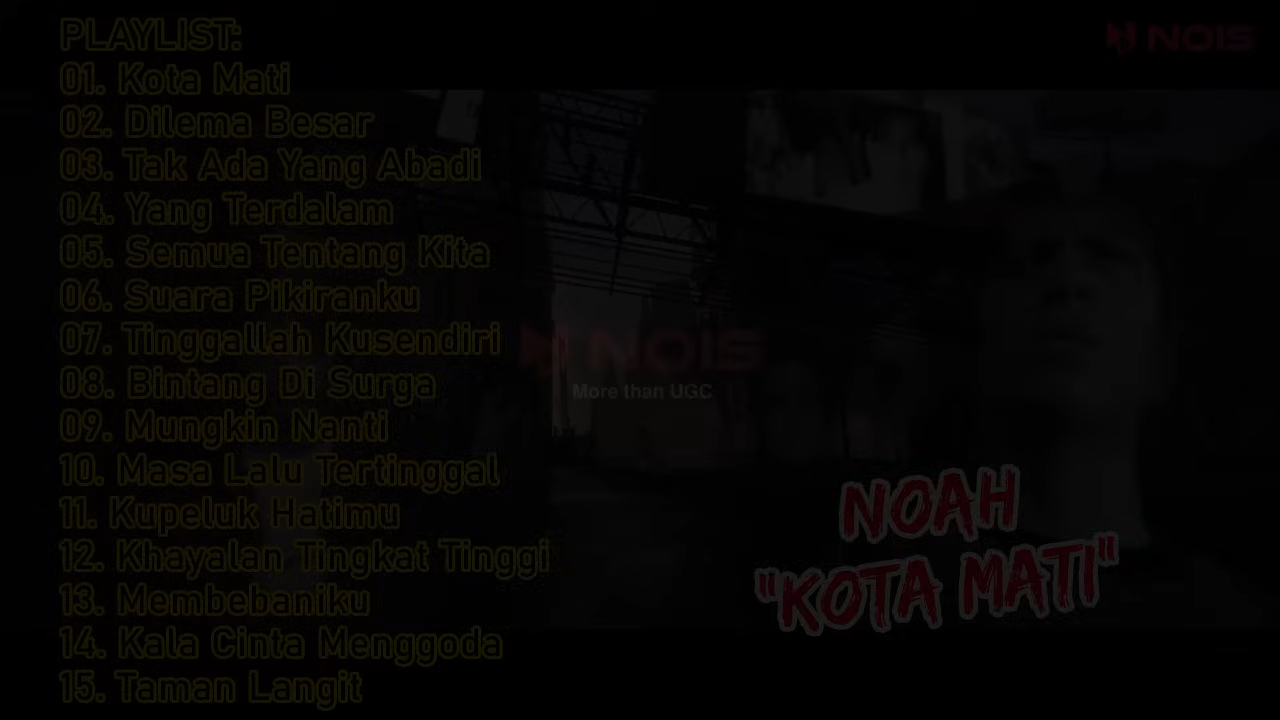 PLAYLIST:
01. Kota Mati
02. Dilema Besar
03. Tak Ada Yang Abadi
04. Yang Terdalam
05. Semua Tentang Kita
06. Suara Pikiranku
07. Tinggallah Kusendiri
08. Bintang Di Surga
09. Mungkin Nanti
10. Masa Lalu Tertinggal
11. Kupeluk Hatimu
12. Khayalan Tingkat Tinggi
13. Membebaniku
14. Kala Cinta Menggoda
15. Taman Langit
NOIS
NOIS
More than UGC
NOAH
"KOTA MATI"